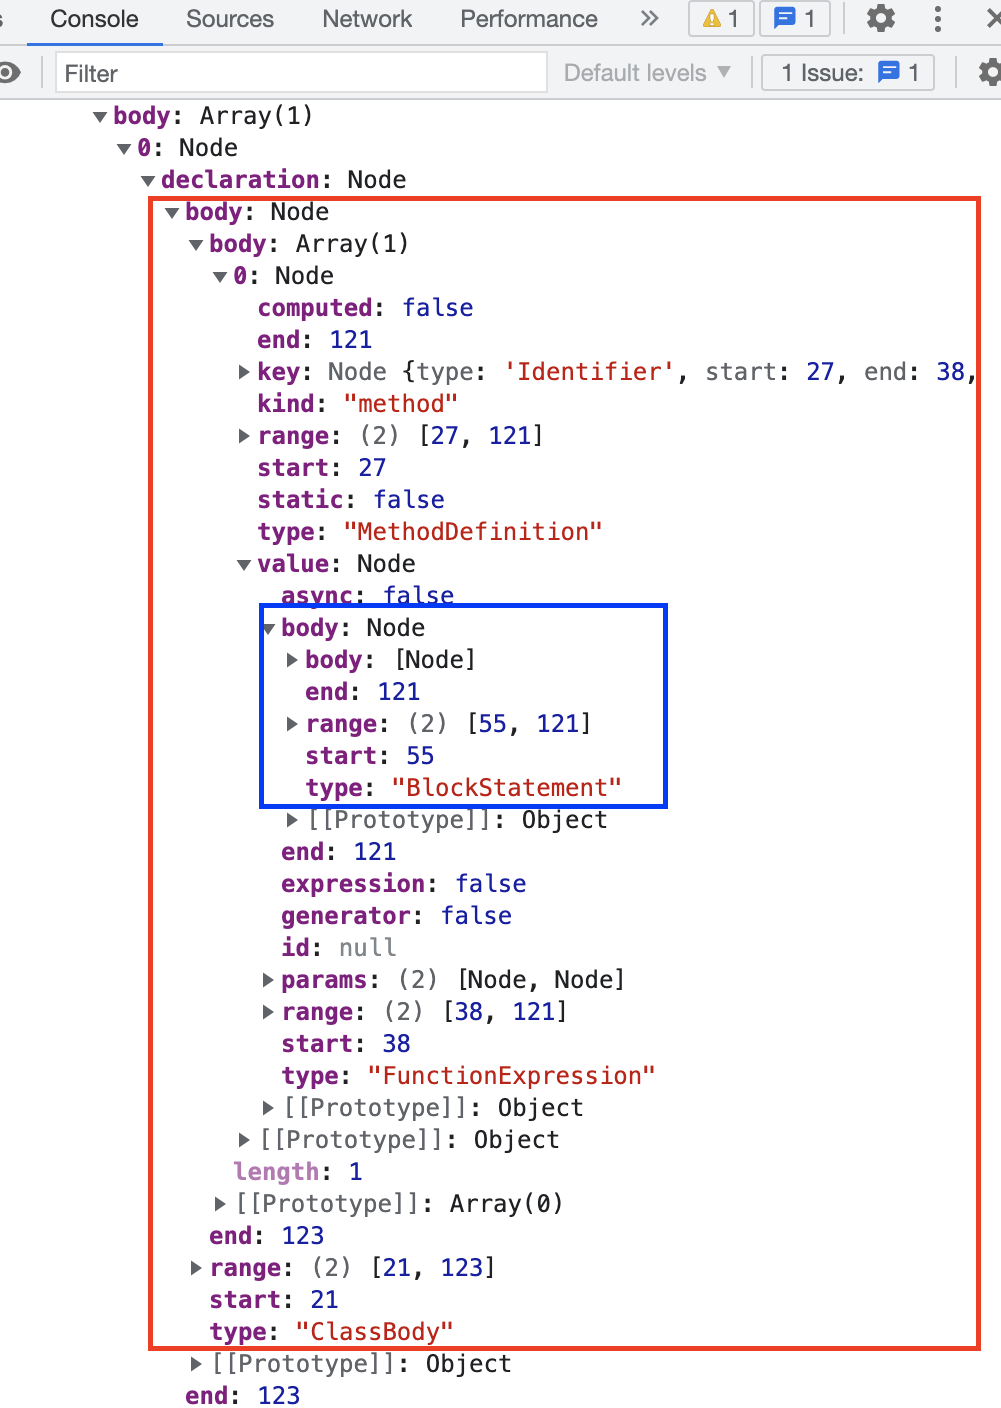 Console Sources Network Performance 1 1
Filter Default levels 1 Issue: 1
body: Array(1)
0: Node
declaration: Node
body: Node
body: Array(1)
0: Node
computed: false
end: 121
key: Node {type: 'Identifier', start: 27, end: 38,
kind: "method"
range: (2) [27, 121]
start: 27
static: false
type: "MethodDefinition"
value: Node
async: false
body: Node
body: [Node]
end: 121
range: (2) [55, 121]
start: 55
type: "BlockStatement"
[[Prototype]]: Object
end: 121
expression: false
generator: false
id: null
params: (2) [Node, Node]
range: (2) [38, 121]
start: 38
type: "FunctionExpression"
[[Prototype]]: Object
[[Prototype]]: Object
length: 1
[[Prototype]]: Array(0)
end: 123
range: (2) [21, 123]
start: 21
type: "ClassBody"
[[Prototype]]: Object
end: 123